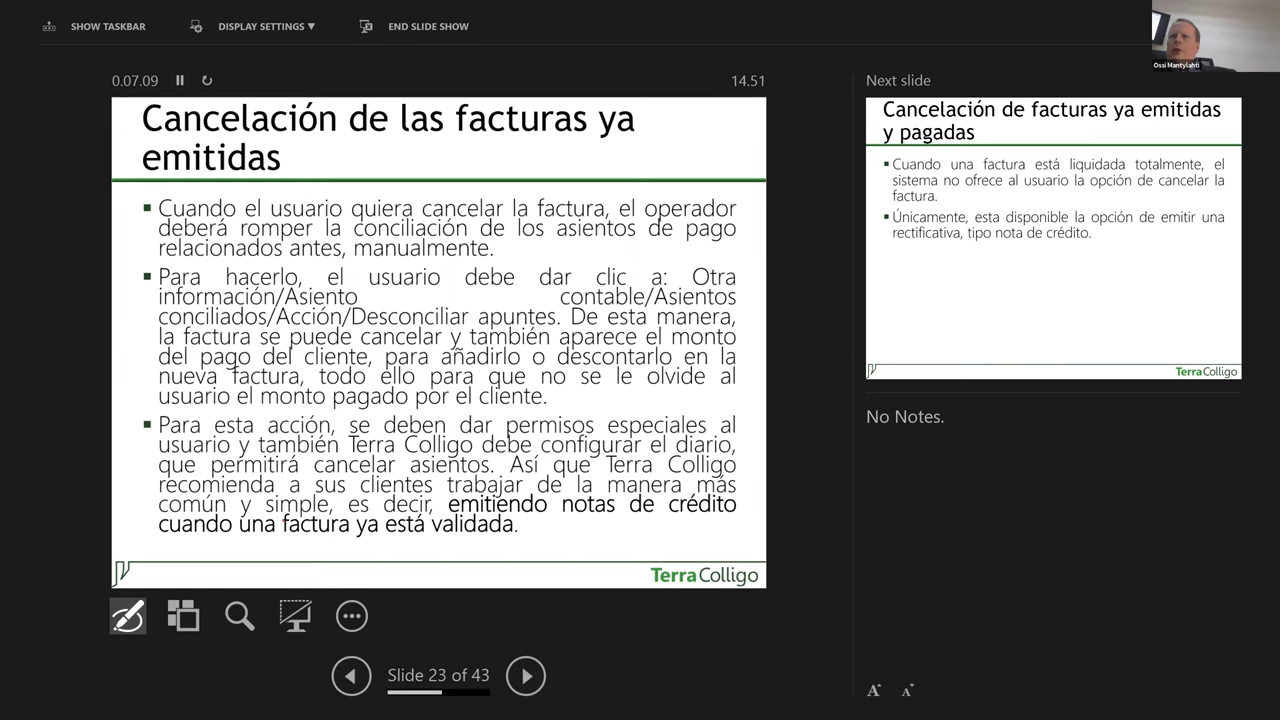 SHOW TASKBAR
DISPLAY SETTINGS ▼
END SLIDE SHOW
Ossi Mantylahti
0.07.09
14.51
Cancelación de las facturas ya
emitidas
▪ Cuando el usuario quiera cancelar la factura, el operador
deberá romper la conciliación de los asientos de pago
relacionados antes, manualmente.
▪ Para hacerlo, el usuario debe dar clic a: Otra
información/Asiento contable/Asientos
conciliados/Acción/Desconciliar apuntes. De esta manera,
la factura se puede cancelar y también aparece el monto
del pago del cliente, para añadirlo o descontarlo en la
nueva factura, todo ello para que no se le olvide al
usuario el monto pagado por el cliente.
▪ Para esta acción, se deben dar permisos especiales al
usuario y también Terra Colligo debe configurar el diario,
que permitirá cancelar asientos. Así que Terra Colligo
recomienda a sus clientes trabajar de la manera más
común y simple, es decir, emitiendo notas de crédito
cuando una factura ya está validada.
TerraColligo
Slide 23 of 43
Next slide
Cancelación de facturas ya emitidas
y pagadas
▪ Cuando una factura está liquidada totalmente, el
sistema no ofrece al usuario la opción de cancelar la
factura.
▪ Únicamente, esta disponible la opción de emitir una
rectificativa, tipo nota de crédito.
TerraColligo
No Notes.
A A